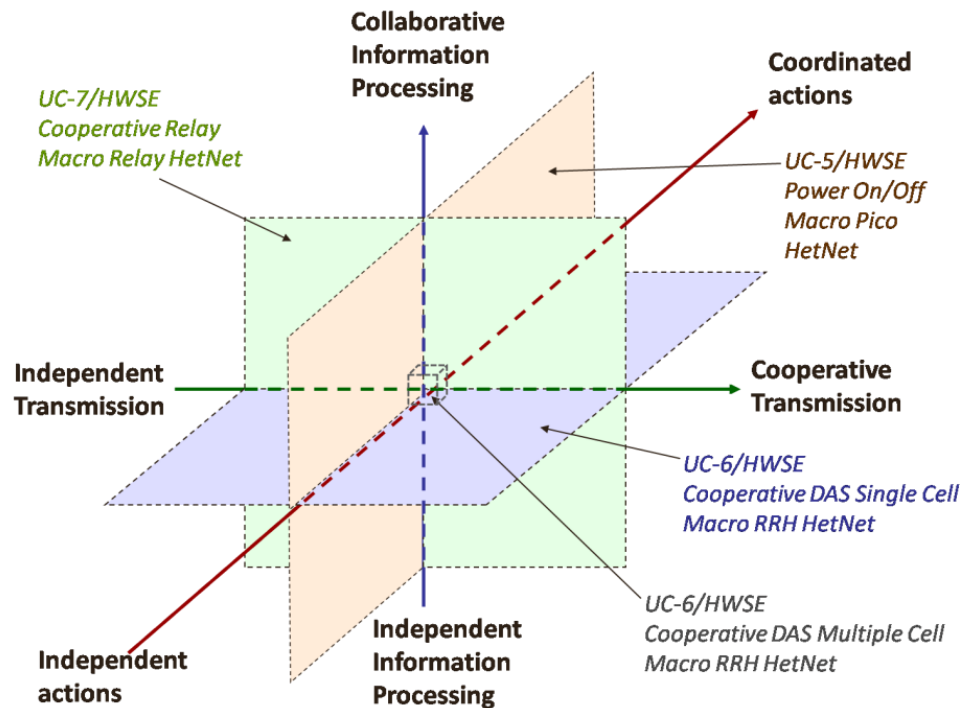 Collaborative
Information
Processing
Coordinated
actions
UC-7/HWSE
Cooperative Relay
Macro Relay HetNet
UC-5/HWSE
Power On/Off
Macro Pico
HetNet
Independent
Transmission
Cooperative
Transmission
UC-6/HWSE
Cooperative DAS Single Cell
Macro RRH HetNet
UC-6/HWSE
Cooperative DAS Multiple Cell
Macro RRH HetNet
Independent
actions
Independent
Information
Processing